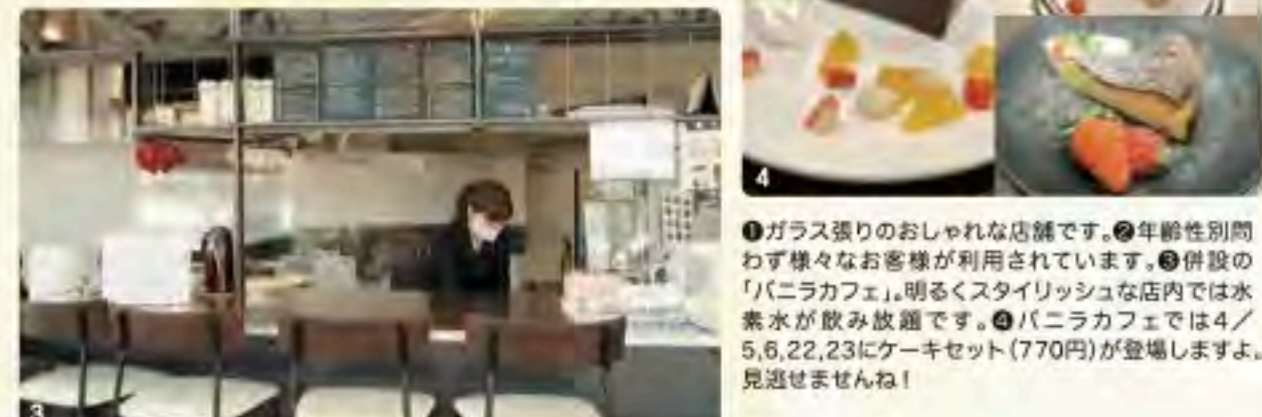 3
4
❶ガラス張りのおしゃれな店舗です。❷年齢性別問
わず様々なお客様が利用されています。❸併設の
「バニラカフェ」。明るくスタイリッシュな店内では水
素水が飲み放題です。❹バニラカフェでは4／
5,6,22,23にケーキセット(770円)が登場しますよ。
見逃せませんね!